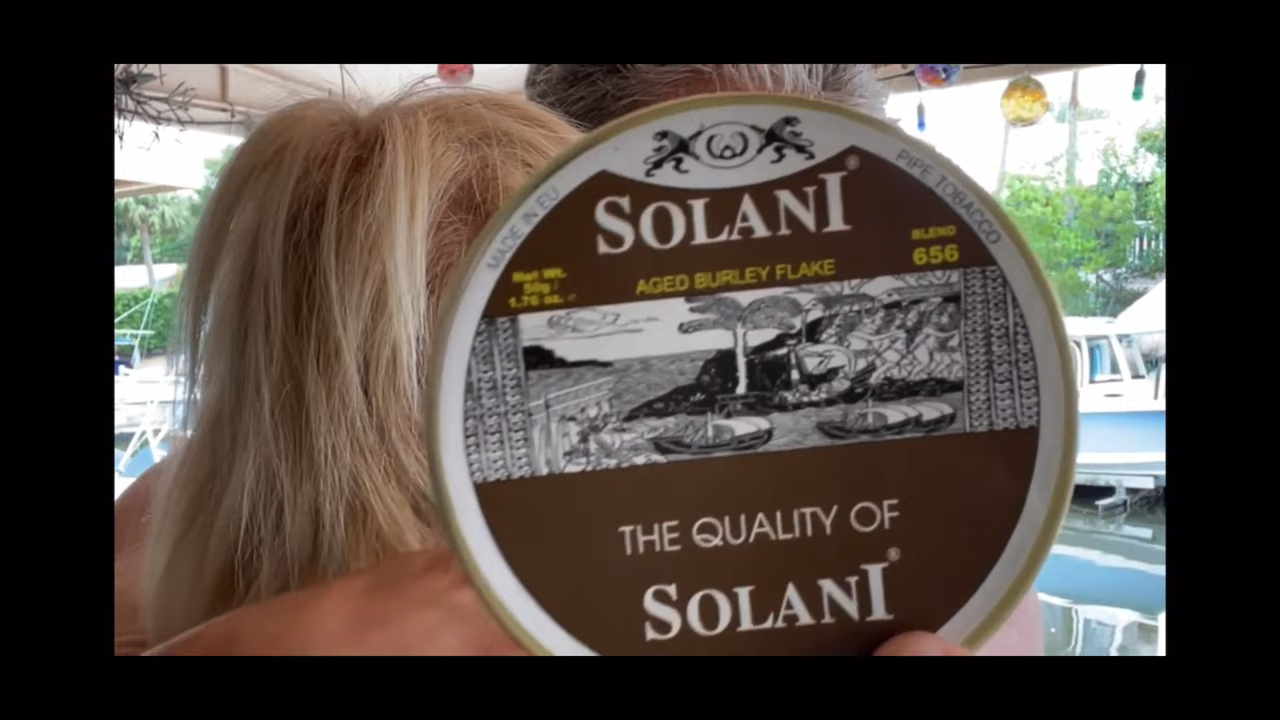 MADE IN EU
PIPE TOBACCO
SOLANI®
BLEND
656
Net Wt.
50g /
1.76 oz. e
AGED BURLEY FLAKE
THE QUALITY OF
SOLANI®